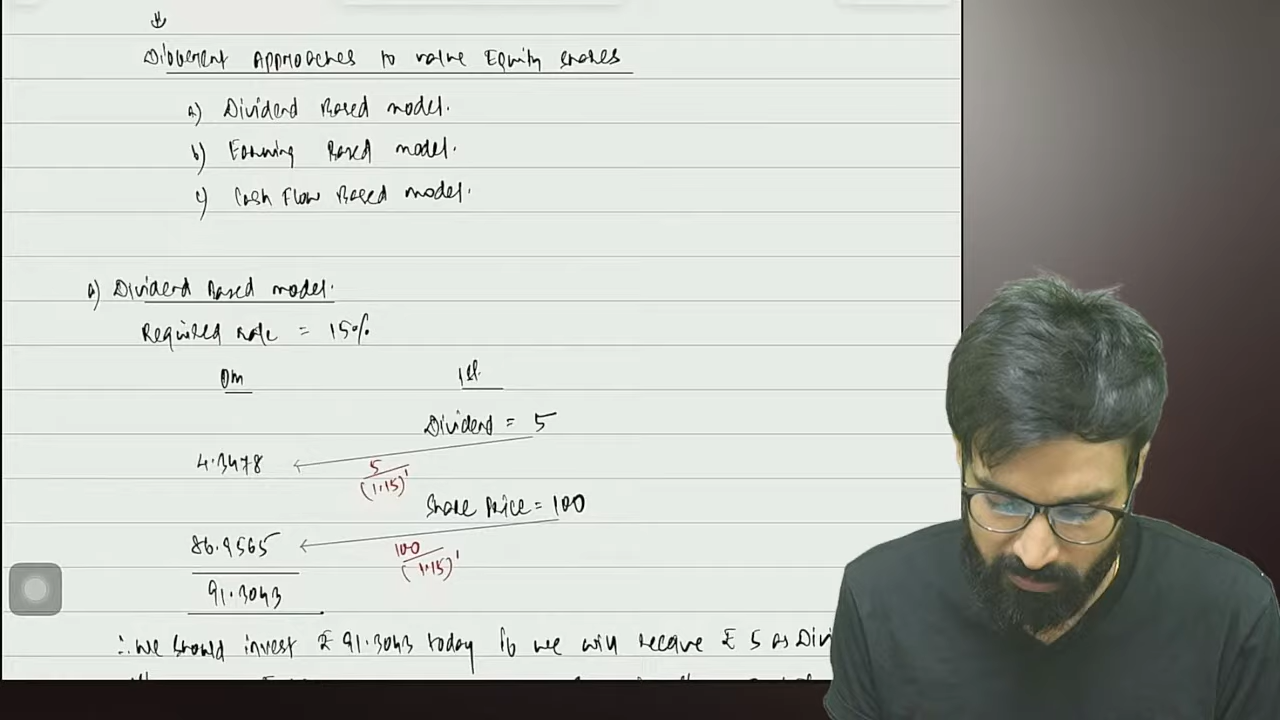 Different Approaches to value Equity shares
a) Dividend Based model.
b) Earning Based model.
c) Cash Flow Based model.
a) Dividend Based model.
Required rate = 15%
0m 1st
Dividend = 5
4.3478 5/(1.15)¹
Share Price = 100
86.9565 100/(1.15)¹
91.3043
∴ we should invest ₹ 91.3043 today if we will receive ₹ 5 as Divi